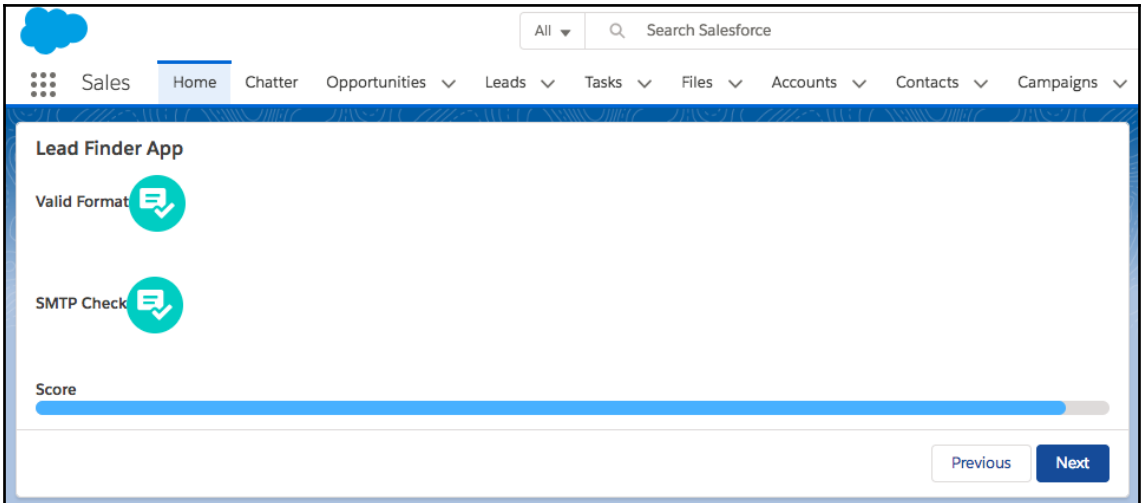 All Search Salesforce
Sales Home Chatter Opportunities Leads Tasks Files Accounts Contacts Campaigns
Lead Finder App
Valid Format
SMTP Check
Score
Previous Next